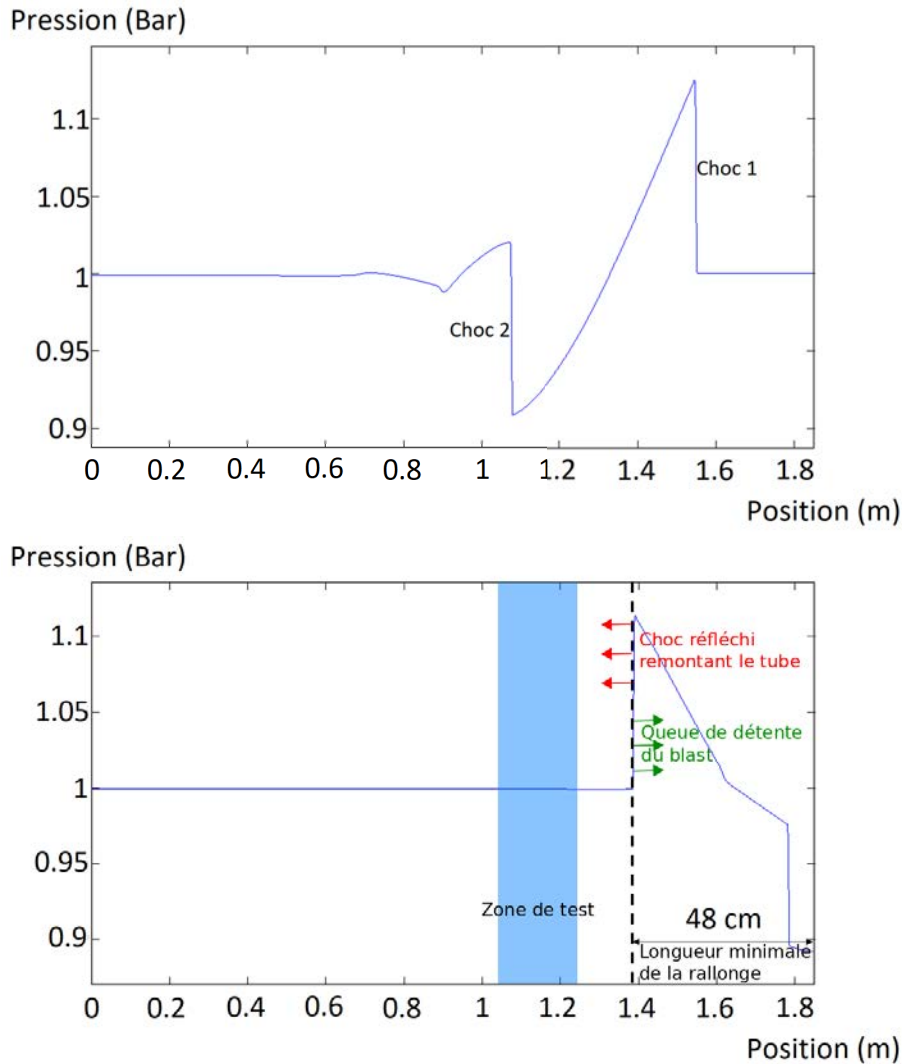 Pression (Bar)
1.1
1.05
1
0.95
0.9
Choc 1
Choc 2
0 0.2 0.4 0.6 0.8 1 1.2 1.4 1.6 1.8
Position (m)
Pression (Bar)
1.1
1.05
1
0.95
0.9
Choc réfléchi
remontant le tube
Queue de détente
du blast
Zone de test
48 cm
Longueur minimale
de la rallonge
0 0.2 0.4 0.6 0.8 1 1.2 1.4 1.6 1.8
Position (m)